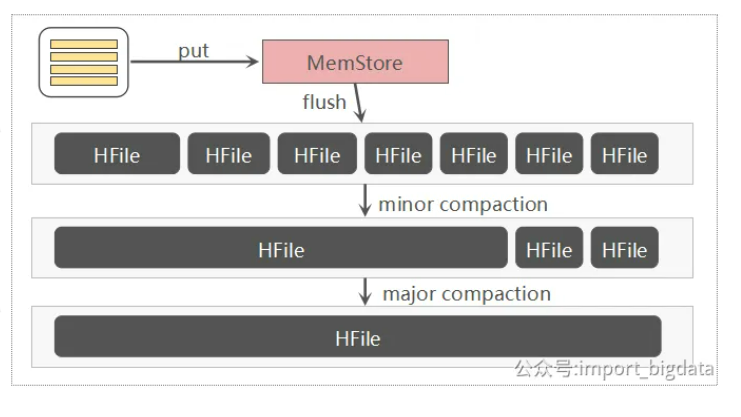 put
MemStore
flush
HFile HFile HFile HFile HFile HFile HFile
minor compaction
HFile HFile HFile
major compaction
HFile
公众号:import_bigdata